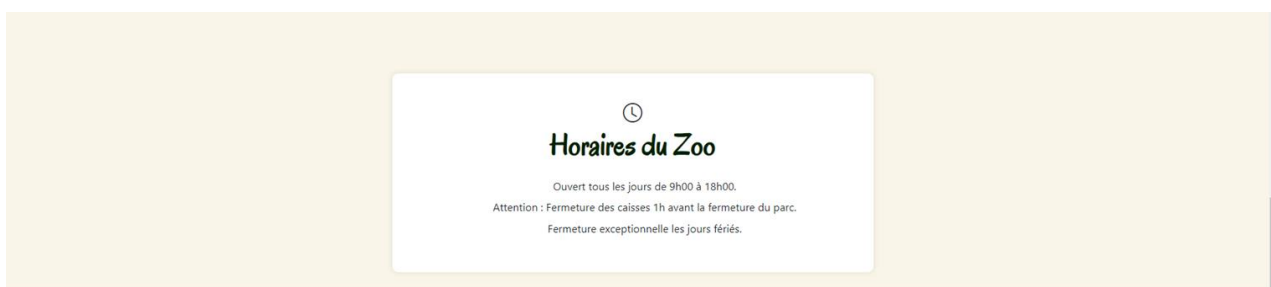 Horaires du Zoo
Ouvert tous les jours de 9h00 à 18h00.
Attention : Fermeture des caisses 1h avant la fermeture du parc.
Fermeture exceptionnelle les jours fériés.